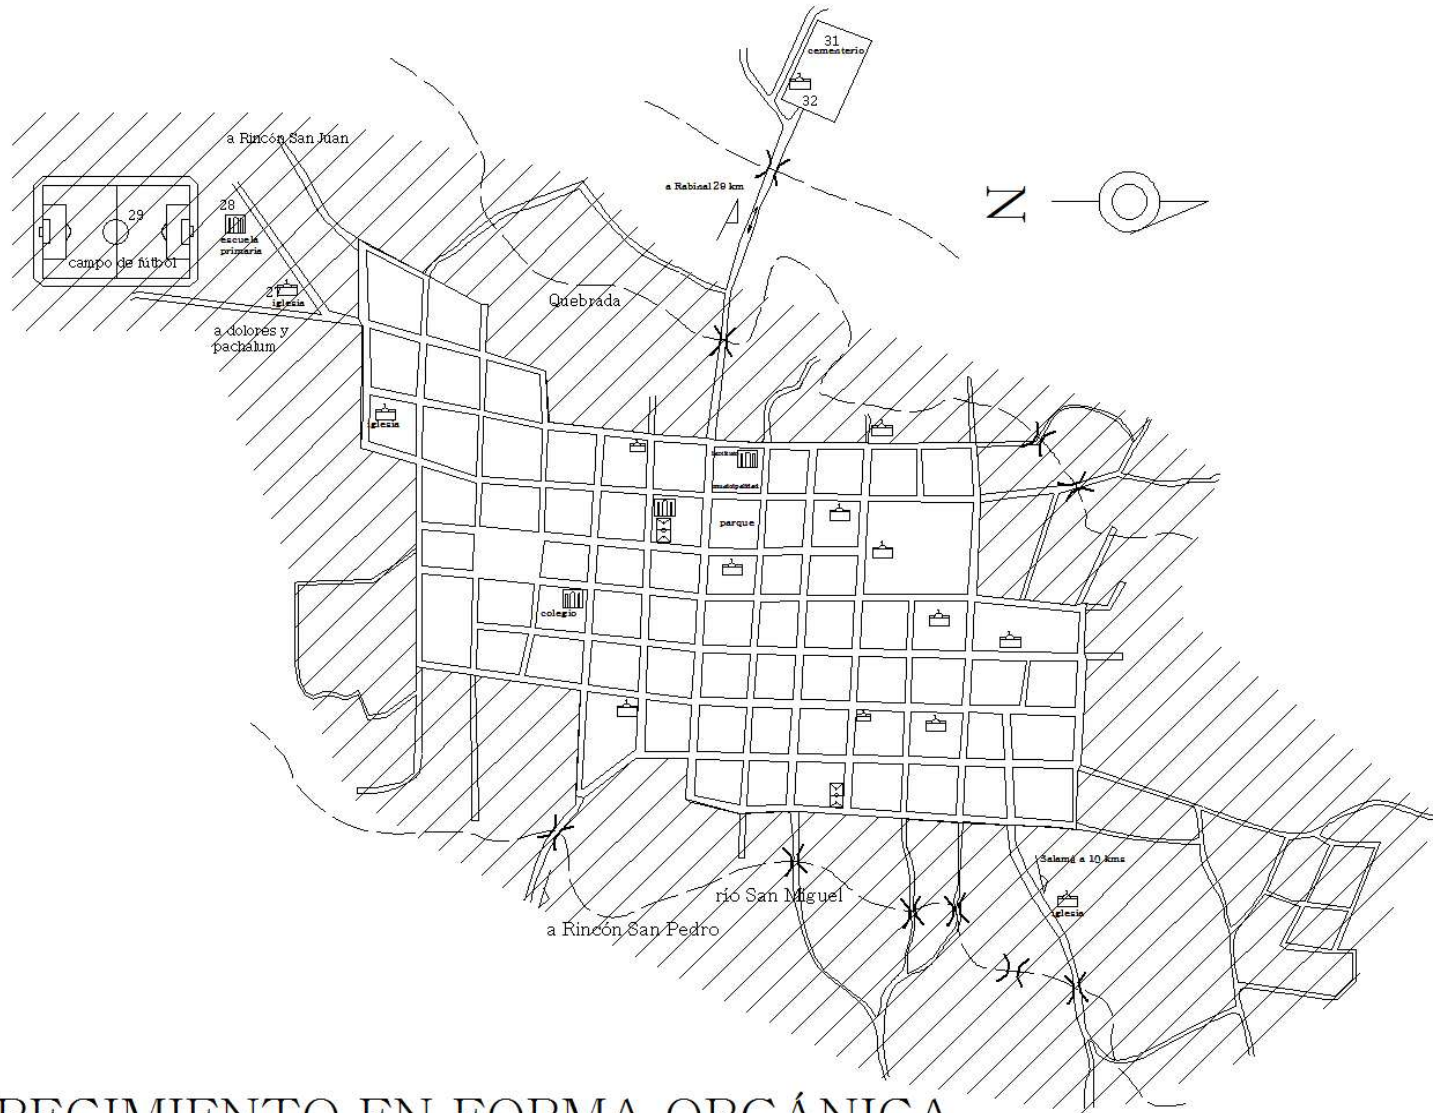 31
cementerio
32
a Rincón San Juan
a Rabinal 29 km
N
28
29
escuela
primaria
campo de fútbol
27
iglesia
Quebrada
a dolores y
pachalum
iglesia
municipalidad
parque
colegio
Salamá a 10 kms
río San Miguel
iglesia
a Rincón San Pedro
EN FORMA ORGÁNICA